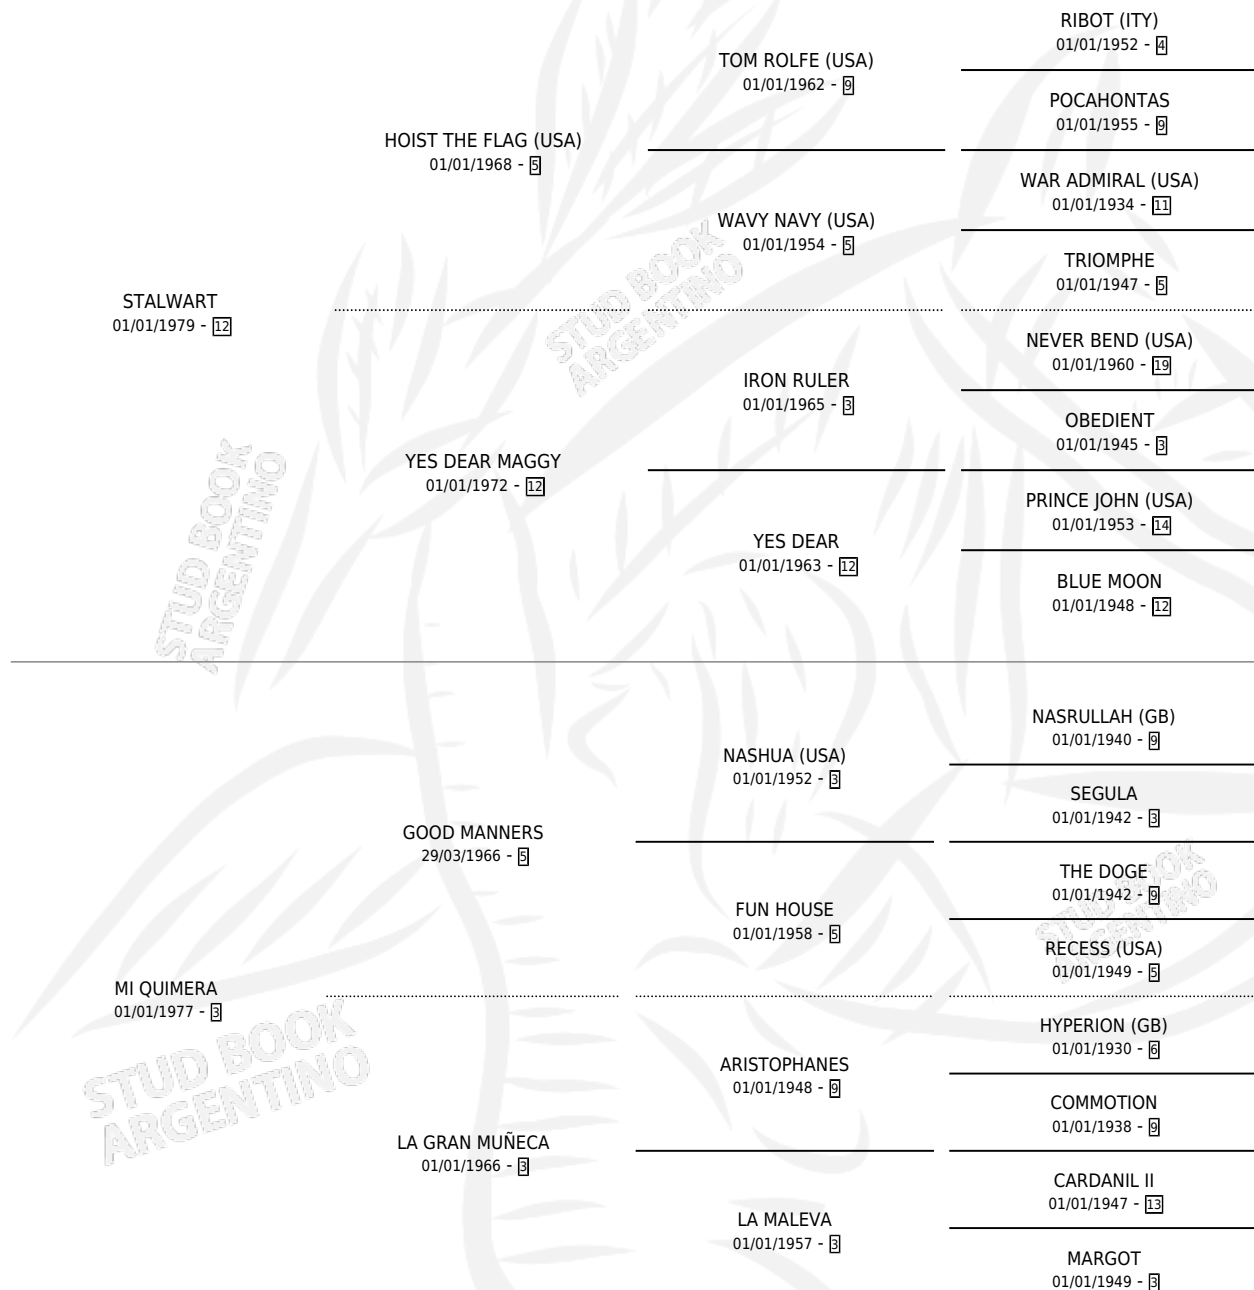 RIBOT (ITY)
01/01/1952 - 4
TOM ROLFE (USA)
01/01/1962 - 9
POCAHONTAS
01/01/1955 - 9
HOIST THE FLAG (USA)
01/01/1968 - 5
WAR ADMIRAL (USA)
01/01/1934 - 11
WAVY NAVY (USA)
01/01/1954 - 5
TRIOMPHE
01/01/1947 - 5
STALWART
01/01/1979 - 12
NEVER BEND (USA)
01/01/1960 - 19
IRON RULER
01/01/1965 - 3
OBEDIENT
01/01/1945 - 3
YES DEAR MAGGY
01/01/1972 - 12
PRINCE JOHN (USA)
01/01/1953 - 14
YES DEAR
01/01/1963 - 12
BLUE MOON
01/01/1948 - 12
NASRULLAH (GB)
01/01/1940 - 9
NASHUA (USA)
01/01/1952 - 3
SEGULA
01/01/1942 - 3
GOOD MANNERS
29/03/1966 - 5
THE DOGE
01/01/1942 - 9
FUN HOUSE
01/01/1958 - 5
RECESS (USA)
01/01/1949 - 5
MI QUIMERA
01/01/1977 - 3
HYPERION (GB)
01/01/1930 - 6
ARISTOPHANES
01/01/1948 - 9
COMMOTION
01/01/1938 - 9
LA GRAN MUÑECA
01/01/1966 - 3
CARDANIL II
01/01/1947 - 13
LA MALEVA
01/01/1957 - 3
MARGOT
01/01/1949 - 3
STUD BOOK
ARGENTINO
STUD BOOK
ARGENTINO
STUD BOOK
ARGENTINO
STUD BOOK
ARGENTINO